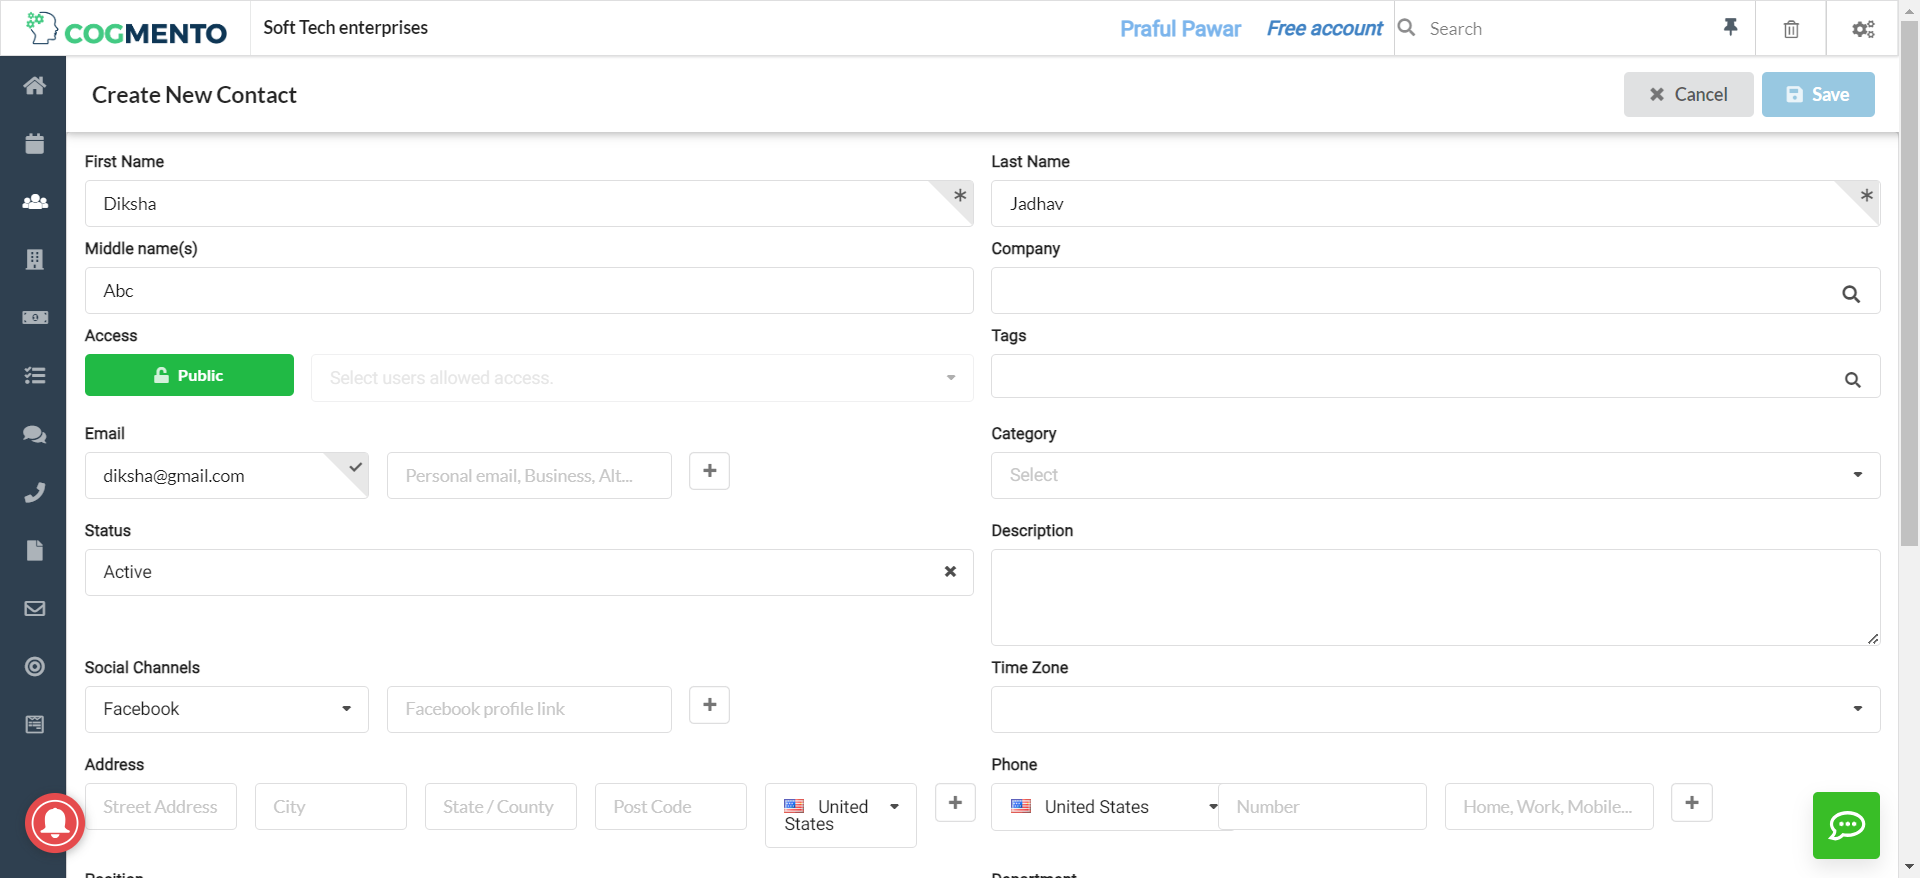 COGMENTO
Soft Tech enterprises
Praful Pawar
Free account
Search
Create New Contact
Cancel
Save
First Name
Last Name
Diksha
Jadhav
Middle name(s)
Company
Abc
Access
Tags
Public
Select users allowed access.
Email
Category
diksha@gmail.com
Personal email, Business, Alt...
Select
Status
Description
Active
Social Channels
Time Zone
Facebook
Facebook profile link
Address
Phone
Street Address
City
State / County
Post Code
United
States
United States
Number
Home, Work, Mobile...
Position
Department